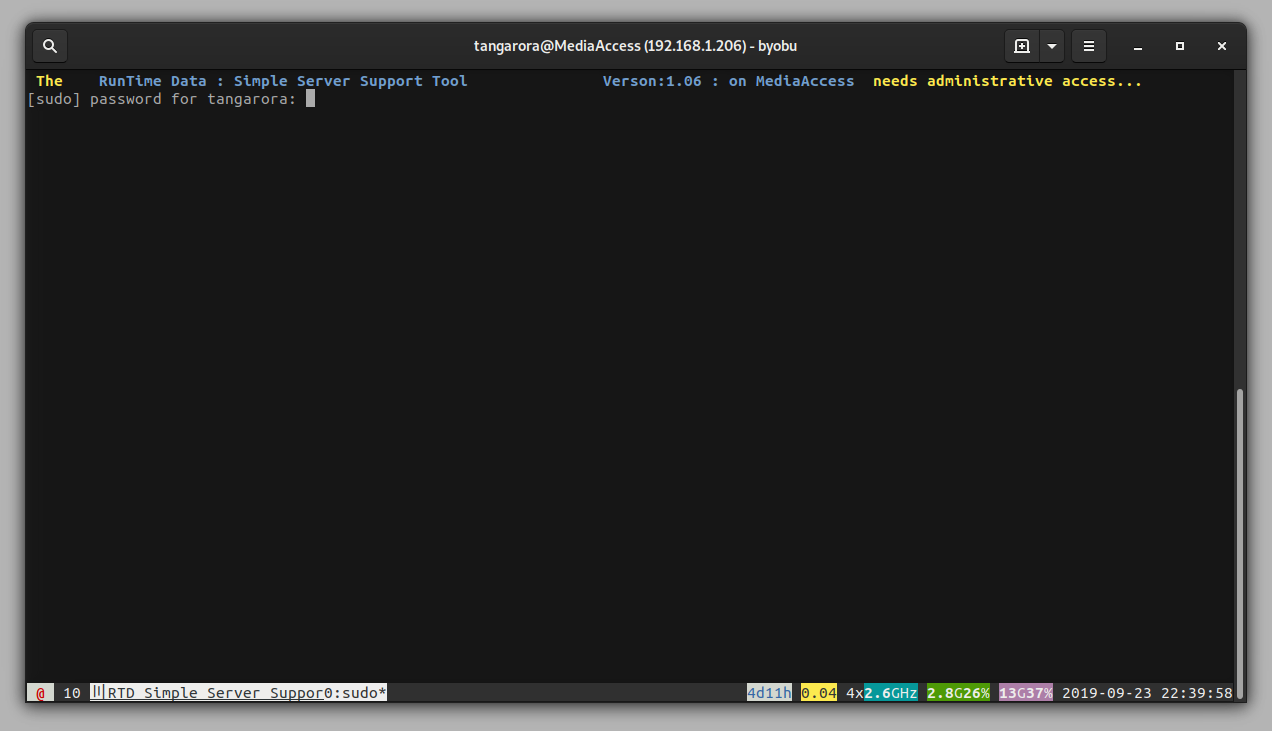 tangarora@MediaAccess (192.168.1.206) - byobu
The RunTime Data : Simple Server Support Tool Verson:1.06 : on MediaAccess needs administrative access...
[sudo] password for tangarora:
@ 10 RTD Simple Server Suppor0:sudo* 4d11h 0.04 4x2.6GHz 2.8G26% 13G37% 2019-09-23 22:39:58